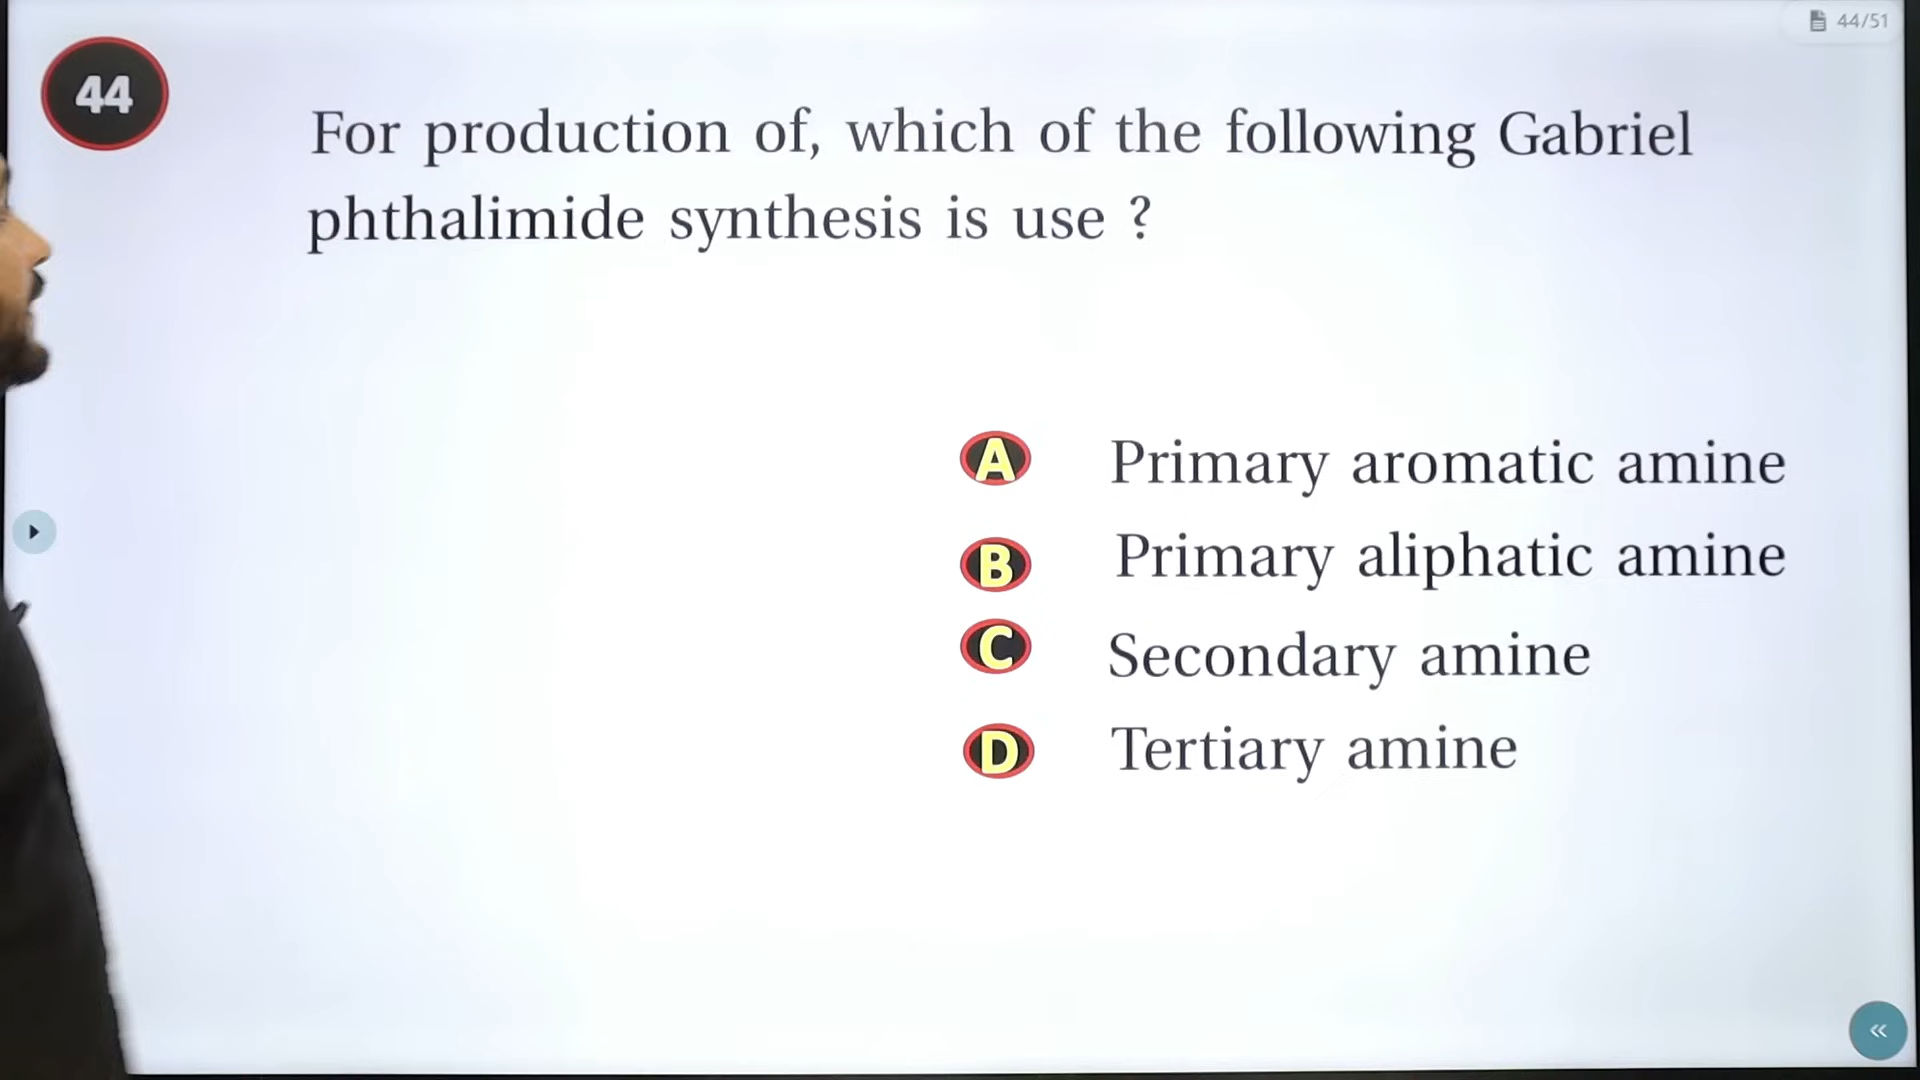 44/51
44
For production of, which of the following Gabriel
phthalimide synthesis is use ?
A Primary aromatic amine
B Primary aliphatic amine
C Secondary amine
D Tertiary amine